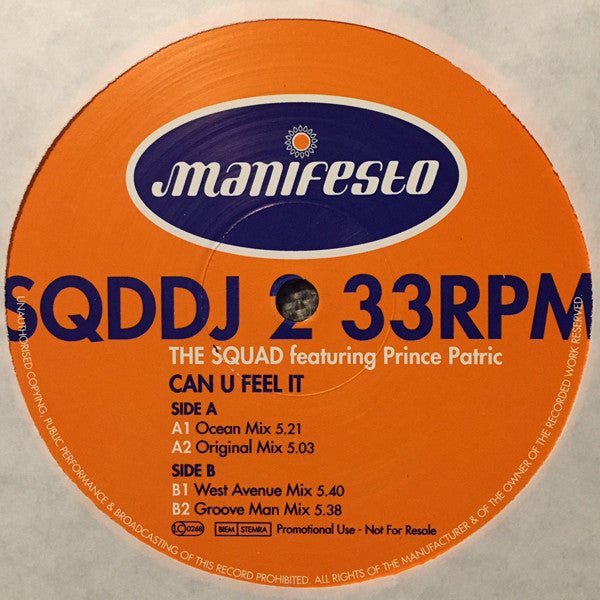 manifesto
SQDDJ 2 33RPM
THE SQUAD featuring Prince Patric
CAN U FEEL IT
SIDE A
A1 Ocean Mix 5.21
A2 Original Mix 5.03
SIDE B
B1 West Avenue Mix 5.40
B2 Groove Man Mix 5.38
LC 0268 BIEM STEMRA Promotional Use - Not For Resale
UNAUTHORISED COPYING, PUBLIC PERFORMANCE & BROADCASTING OF THIS RECORD PROHIBITED. ALL RIGHTS OF THE MANUFACTURER & OF THE OWNER OF THE RECORDED WORK RESERVED.